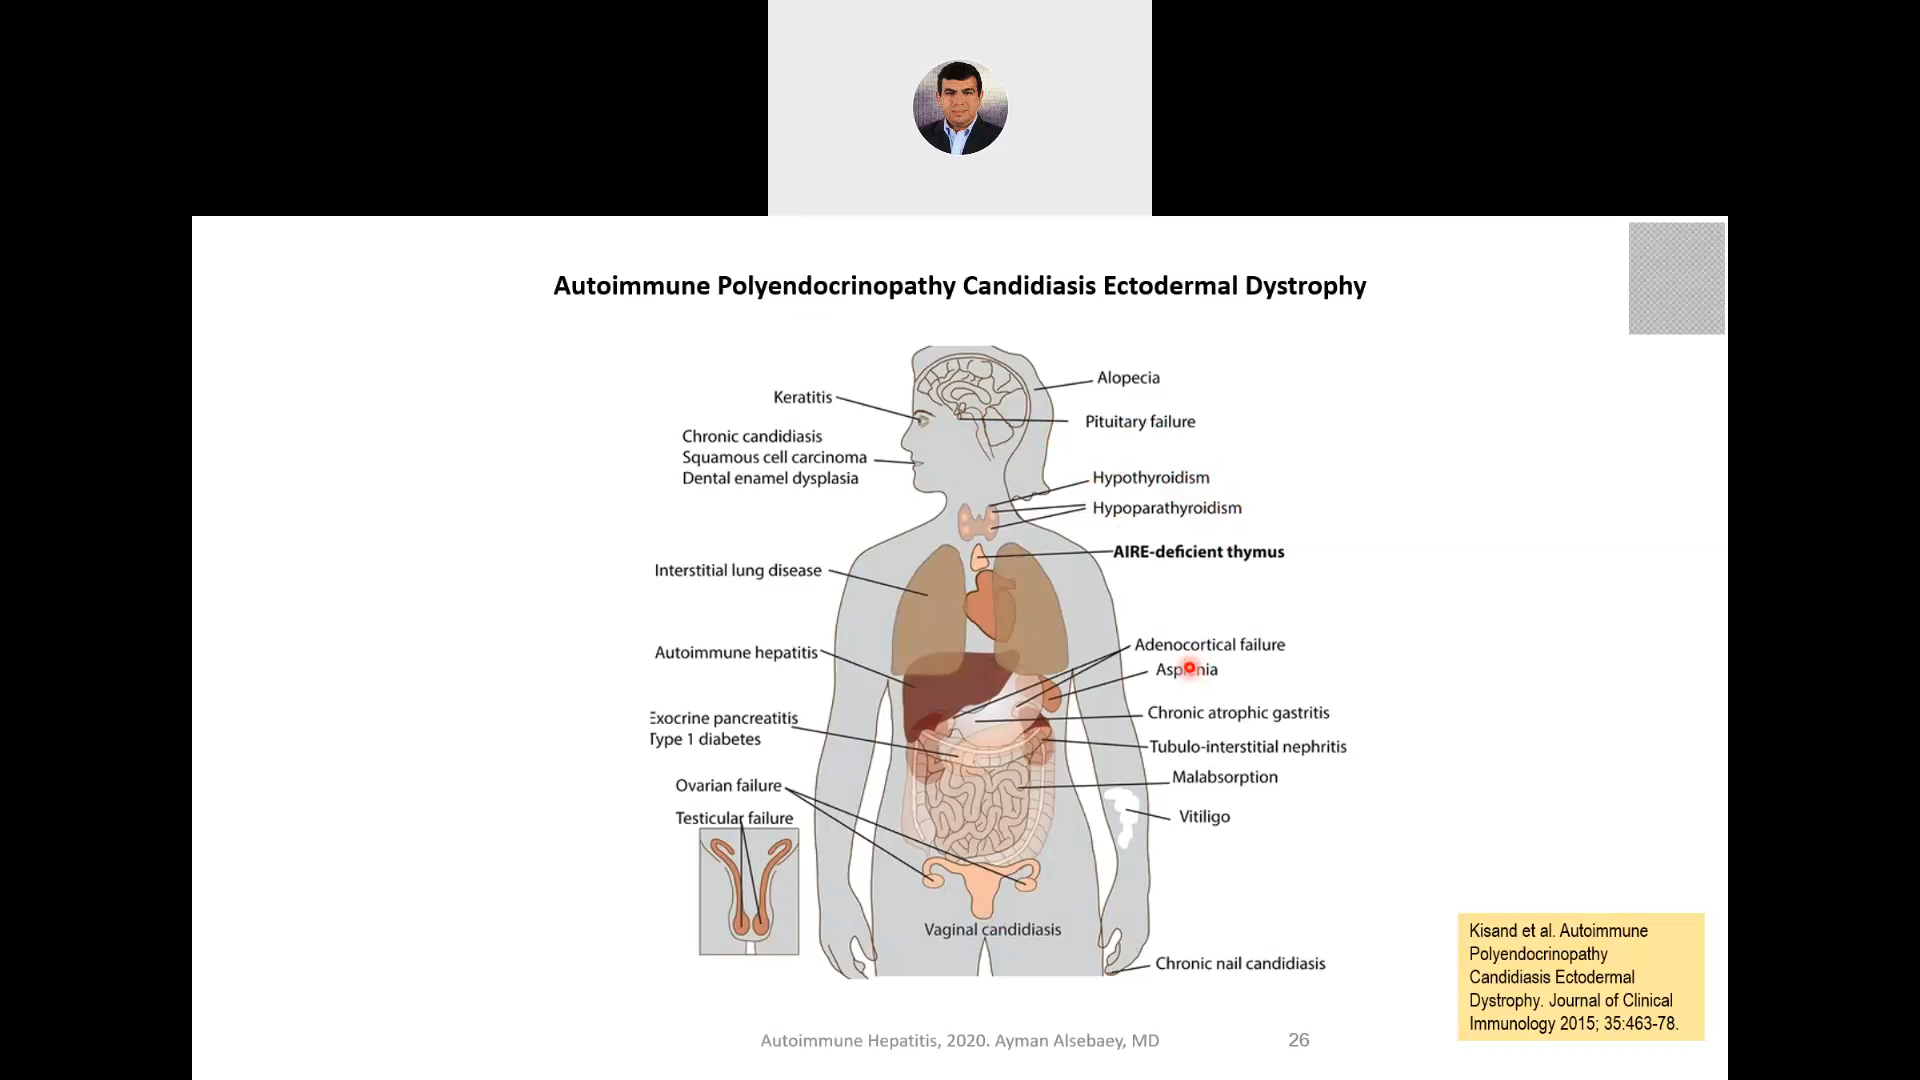 Autoimmune Polyendocrinopathy Candidiasis Ectodermal Dystrophy
Alopecia
Keratitis
Pituitary failure
Chronic candidiasis
Squamous cell carcinoma
Dental enamel dysplasia
Hypothyroidism
Hypoparathyroidism
AIRE-deficient thymus
Interstitial lung disease
Autoimmune hepatitis
Adenocortical failure
Chronic atrophic gastritis
Exocrine pancreatitis
Type 1 diabetes
Tubulo-interstitial nephritis
Malabsorption
Ovarian failure
Testicular failure
Vitiligo
Vaginal candidiasis
Chronic nail candidiasis
Kisand et al. Autoimmune
Polyendocrinopathy
Candidiasis Ectodermal
Dystrophy. Journal of Clinical
Immunology 2015; 35:463-78.
Autoimmune Hepatitis, 2020. Ayman Alsebaey, MD
26